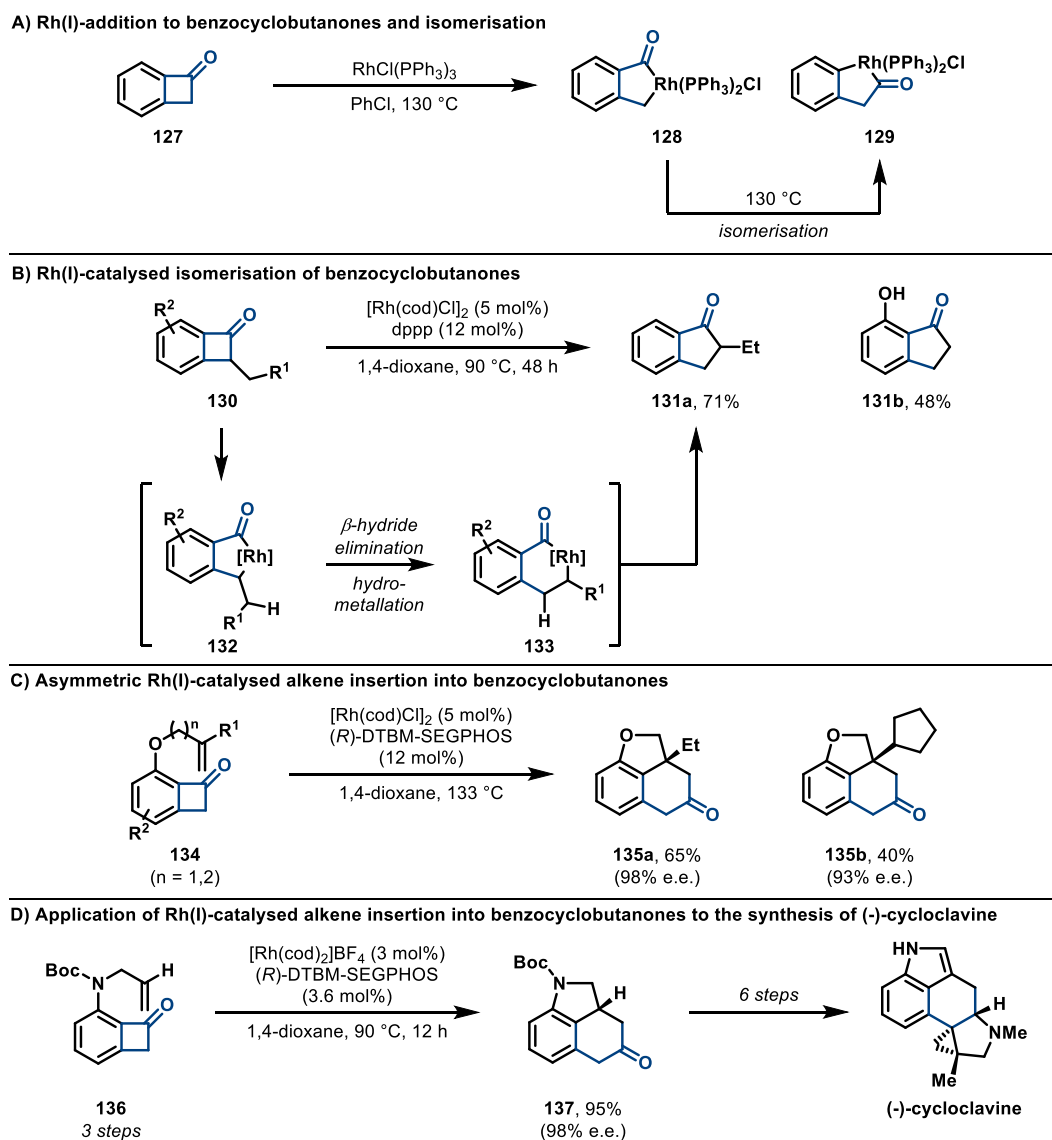 A) Rh(I)-addition to benzocyclobutanones and isomerisation
O
127
RhCl(PPh3)3
PhCl, 130 °C
O
Rh(PPh3)2Cl
128
Rh(PPh3)2Cl
O
129
130 °C
isomerisation
B) Rh(I)-catalysed isomerisation of benzocyclobutanones
R2
O
R1
130
[Rh(cod)Cl]2 (5 mol%)
dppp (12 mol%)
1,4-dioxane, 90 °C, 48 h
O
Et
131a, 71%
OH
O
131b, 48%
R2
O
[Rh]
H
R1
132
β-hydride
elimination
hydro-
metallation
R2
O
[Rh]
R1
H
133
C) Asymmetric Rh(I)-catalysed alkene insertion into benzocyclobutanones
( )n
R1
O
O
R2
134
(n = 1,2)
[Rh(cod)Cl]2 (5 mol%)
(R)-DTBM-SEGPHOS
(12 mol%)
1,4-dioxane, 133 °C
O
Et
O
135a, 65%
(98% e.e.)
O
O
135b, 40%
(93% e.e.)
D) Application of Rh(I)-catalysed alkene insertion into benzocyclobutanones to the synthesis of (-)-cycloclavine
Boc
N
H
O
136
3 steps
[Rh(cod)2]BF4 (3 mol%)
(R)-DTBM-SEGPHOS
(3.6 mol%)
1,4-dioxane, 90 °C, 12 h
Boc
N
H
O
137, 95%
(98% e.e.)
6 steps
HN
H
NMe
Me
(-)-cycloclavine